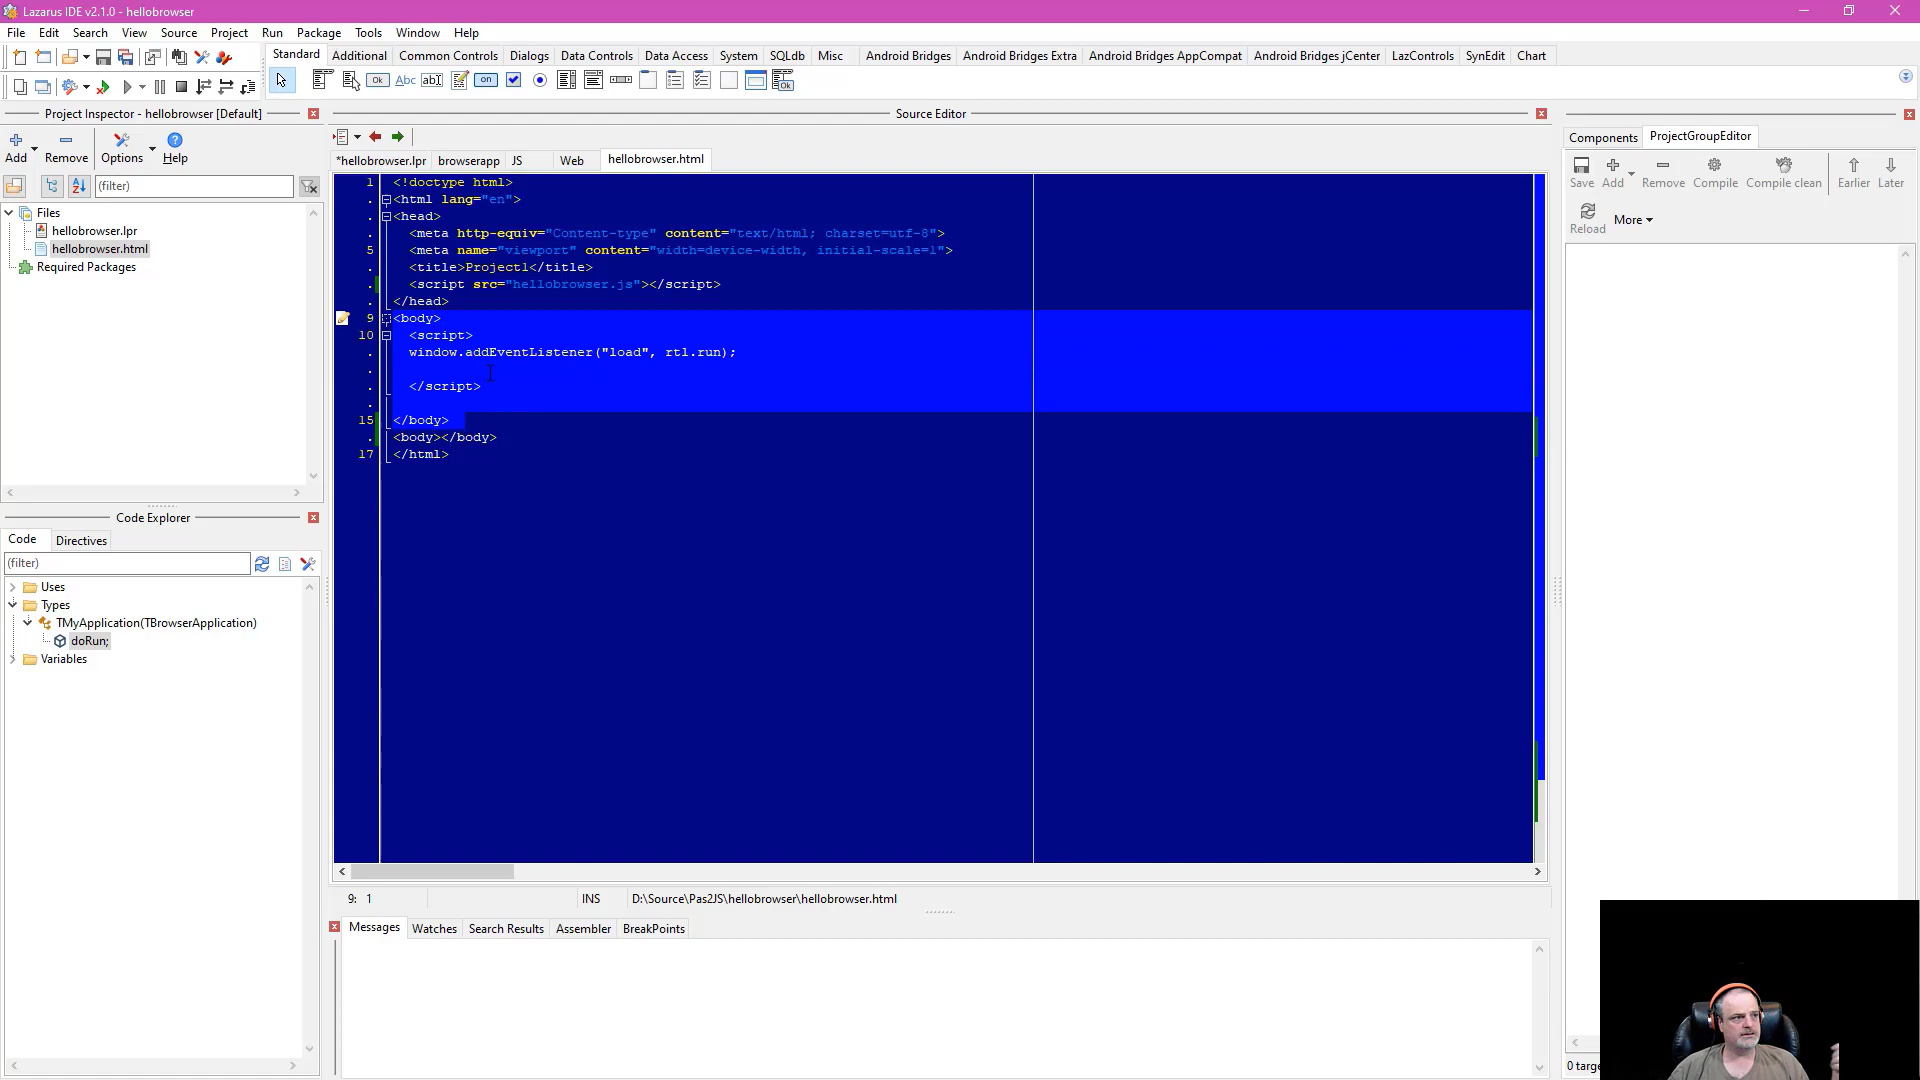 Lazarus IDE v2.1.0 - hellobrowser
File Edit Search View Source Project Run Package Tools Window Help
Standard Additional Common Controls Dialogs Data Controls Data Access System SQLdb Misc Android Bridges Android Bridges Extra Android Bridges AppCompat Android Bridges jCenter LazControls SynEdit Chart
Ok Abc abI on Ok
Project Inspector - hellobrowser [Default]
Add Remove Options Help
(filter)
Files
hellobrowser.lpr
hellobrowser.html
Required Packages
Code Explorer
Code Directives
(filter)
Uses
Types
TMyApplication(TBrowserApplication)
doRun;
Variables
Source Editor
*hellobrowser.lpr browserapp JS Web hellobrowser.html
1 <!doctype html>
. <html lang="en">
. <head>
. <meta http-equiv="Content-type" content="text/html; charset=utf-8">
5 <meta name="viewport" content="width=device-width, initial-scale=1">
. <title>Project1</title>
. <script src="hellobrowser.js"></script>
. </head>
9 <body>
10 <script>
. window.addEventListener("load", rtl.run);
.
. </script>
.
15 </body>
. <body></body>
17 </html>
9: 1 INS D:\Source\Pas2JS\hellobrowser\hellobrowser.html
Messages Watches Search Results Assembler BreakPoints
Components ProjectGroupEditor
Save Add Remove Compile Compile clean Earlier Later
Reload More